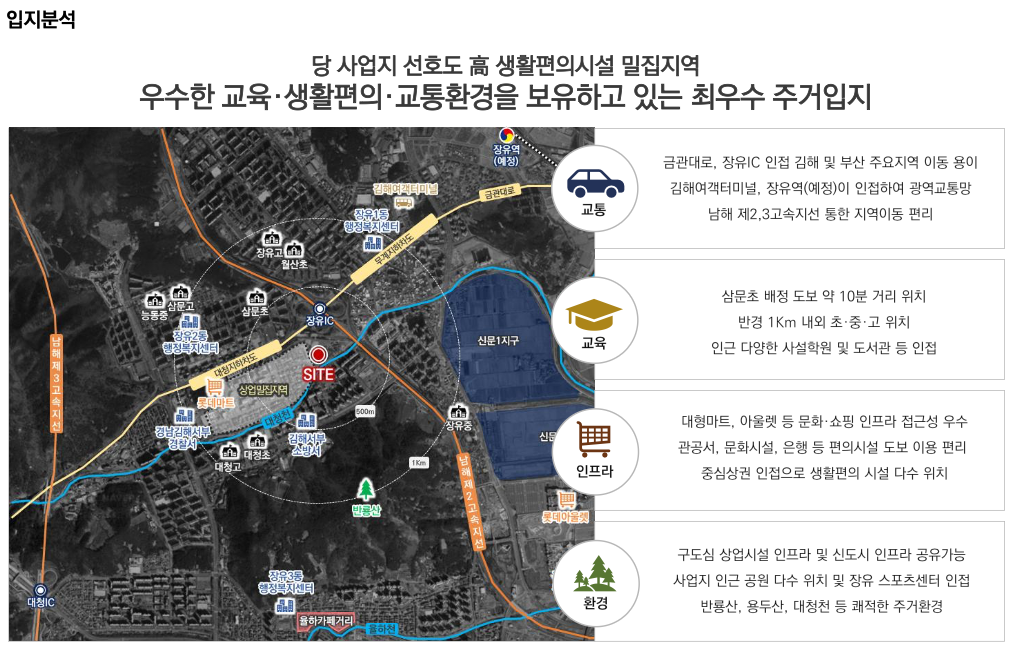 입지분석
당 사업지 선호도 高 생활편의시설 밀집지역
우수한 교육·생활편의·교통환경을 보유하고 있는 최우수 주거입지
장유역
(예정)
김해여객터미널
금관대로
장유1동
행정복지센터
무계지하차도
장유고
월산초
능동중
삼문고
삼문초
장유IC
장유2동
행정복지센터
대청지하차도
SITE
신문1지구
상업밀집지역
롯데마트
대청천
500m
장유중
경남김해서부
경찰서
김해서부
소방서
대청고
대청초
1Km
신문
남해제3고속지선
남해제2고속지선
반룡산
롯데아울렛
장유3동
행정복지센터
대청IC
율하카페거리
율하천
교통
금관대로, 장유IC 인접 김해 및 부산 주요지역 이동 용이
김해여객터미널, 장유역(예정)이 인접하여 광역교통망
남해 제2,3고속지선 통한 지역이동 편리
교육
삼문초 배정 도보 약 10분 거리 위치
반경 1Km 내외 초·중·고 위치
인근 다양한 사설학원 및 도서관 등 인접
인프라
대형마트, 아울렛 등 문화·쇼핑 인프라 접근성 우수
관공서, 문화시설, 은행 등 편의시설 도보 이용 편리
중심상권 인접으로 생활편의 시설 다수 위치
환경
구도심 상업시설 인프라 및 신도시 인프라 공유가능
사업지 인근 공원 다수 위치 및 장유 스포츠센터 인접
반룡산, 용두산, 대청천 등 쾌적한 주거환경